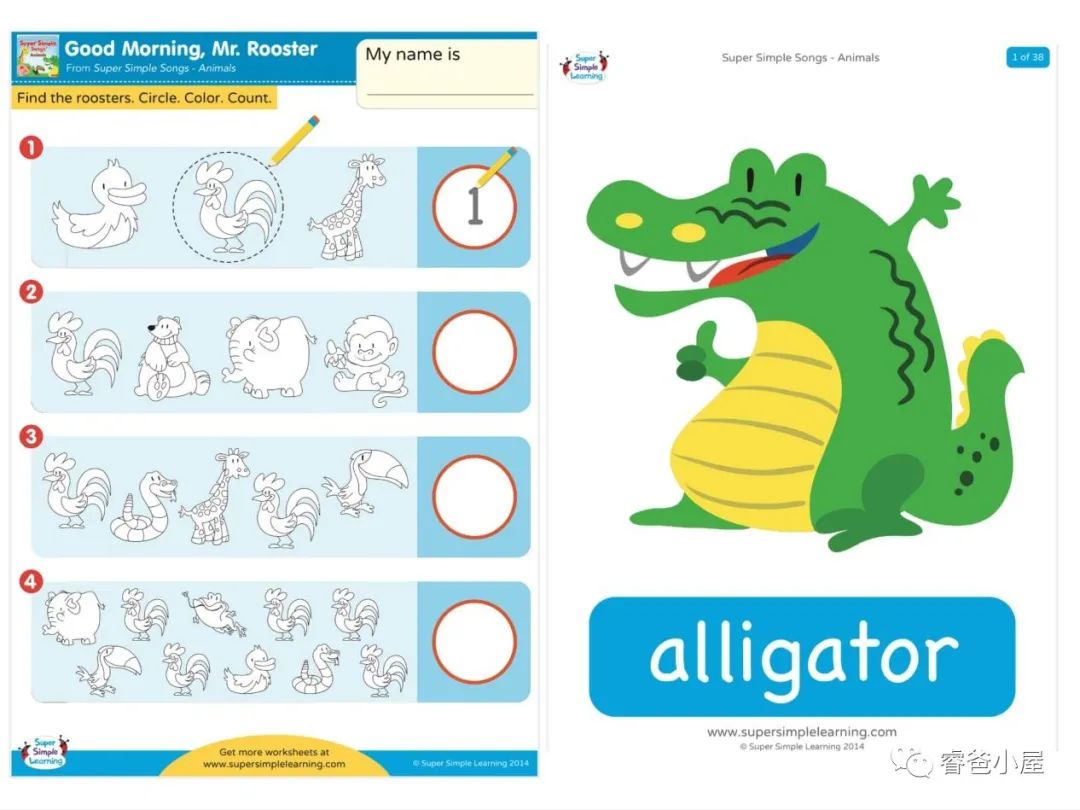 Super Simple Songs
Animals
Good Morning, Mr. Rooster
From Super Simple Songs - Animals
My name is
Find the roosters. Circle. Color. Count.
1
1
2
3
4
Super
Simple
Learning
Get more worksheets at
www.supersimplelearning.com
© Super Simple Learning 2014
Super
Simple
Learning
Super Simple Songs - Animals
1 of 38
alligator
www.supersimplelearning.com
© Super Simple Learning 2014
睿爸小屋